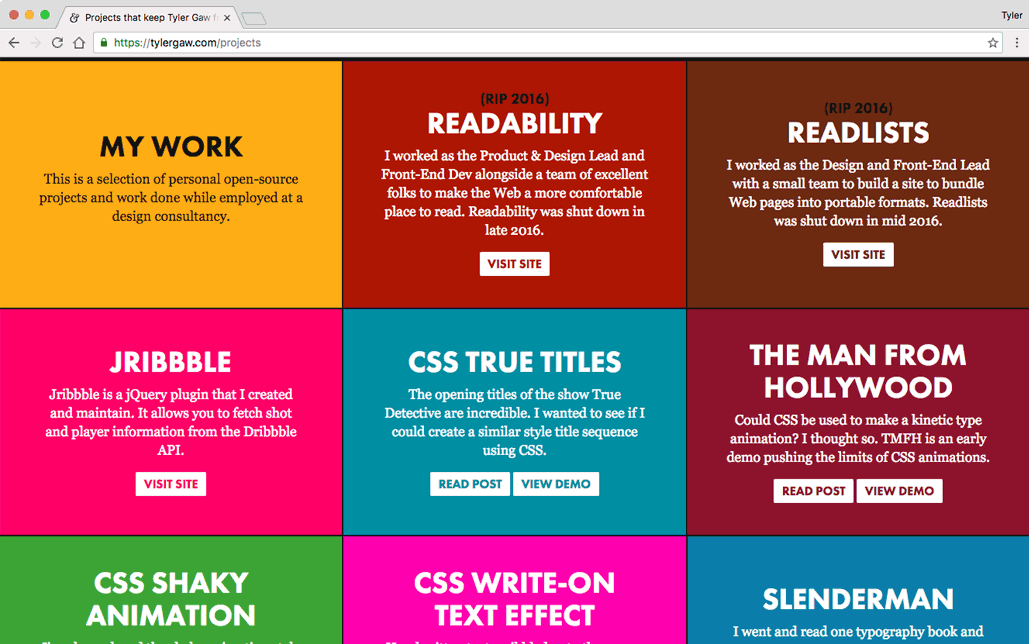 Projects that keep Tyler Gaw f
Tyler
https://tylergaw.com/projects
MY WORK
This is a selection of personal open-source
projects and work done while employed at a
design consultancy.
(RIP 2016)
READABILITY
I worked as the Product & Design Lead and
Front-End Dev alongside a team of excellent
folks to make the Web a more comfortable
place to read. Readability was shut down in
late 2016.
VISIT SITE
(RIP 2016)
READLISTS
I worked as the Design and Front-End Lead
with a small team to build a site to bundle
Web pages into portable formats. Readlists
was shut down in mid 2016.
VISIT SITE
JRIBBBLE
Jribbble is a jQuery plugin that I created
and maintain. It allows you to fetch shot
and player information from the Dribbble
API.
VISIT SITE
CSS TRUE TITLES
The opening titles of the show True
Detective are incredible. I wanted to see if I
could create a similar style title sequence
using CSS.
READ POST
VIEW DEMO
THE MAN FROM
HOLLYWOOD
Could CSS be used to make a kinetic type
animation? I thought so. TMFH is an early
demo pushing the limits of CSS animations.
READ POST
VIEW DEMO
CSS SHAKY
ANIMATION
CSS WRITE-ON
TEXT EFFECT
SLENDERMAN
I went and read one typography book and